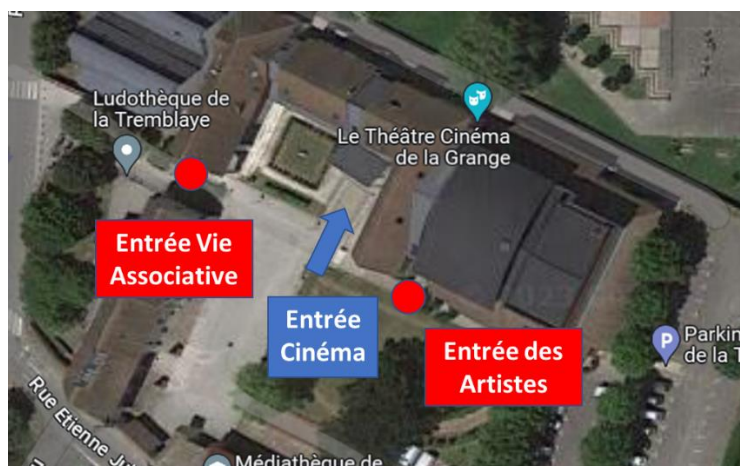 Ludothèque de
la Tremblaye
Le Théâtre Cinéma
de la Grange
Entrée Vie
Associative
Entrée
Cinéma
Entrée des
Artistes
P
Parkin
de la T
Rue Etienne Ju
Médiathèque de